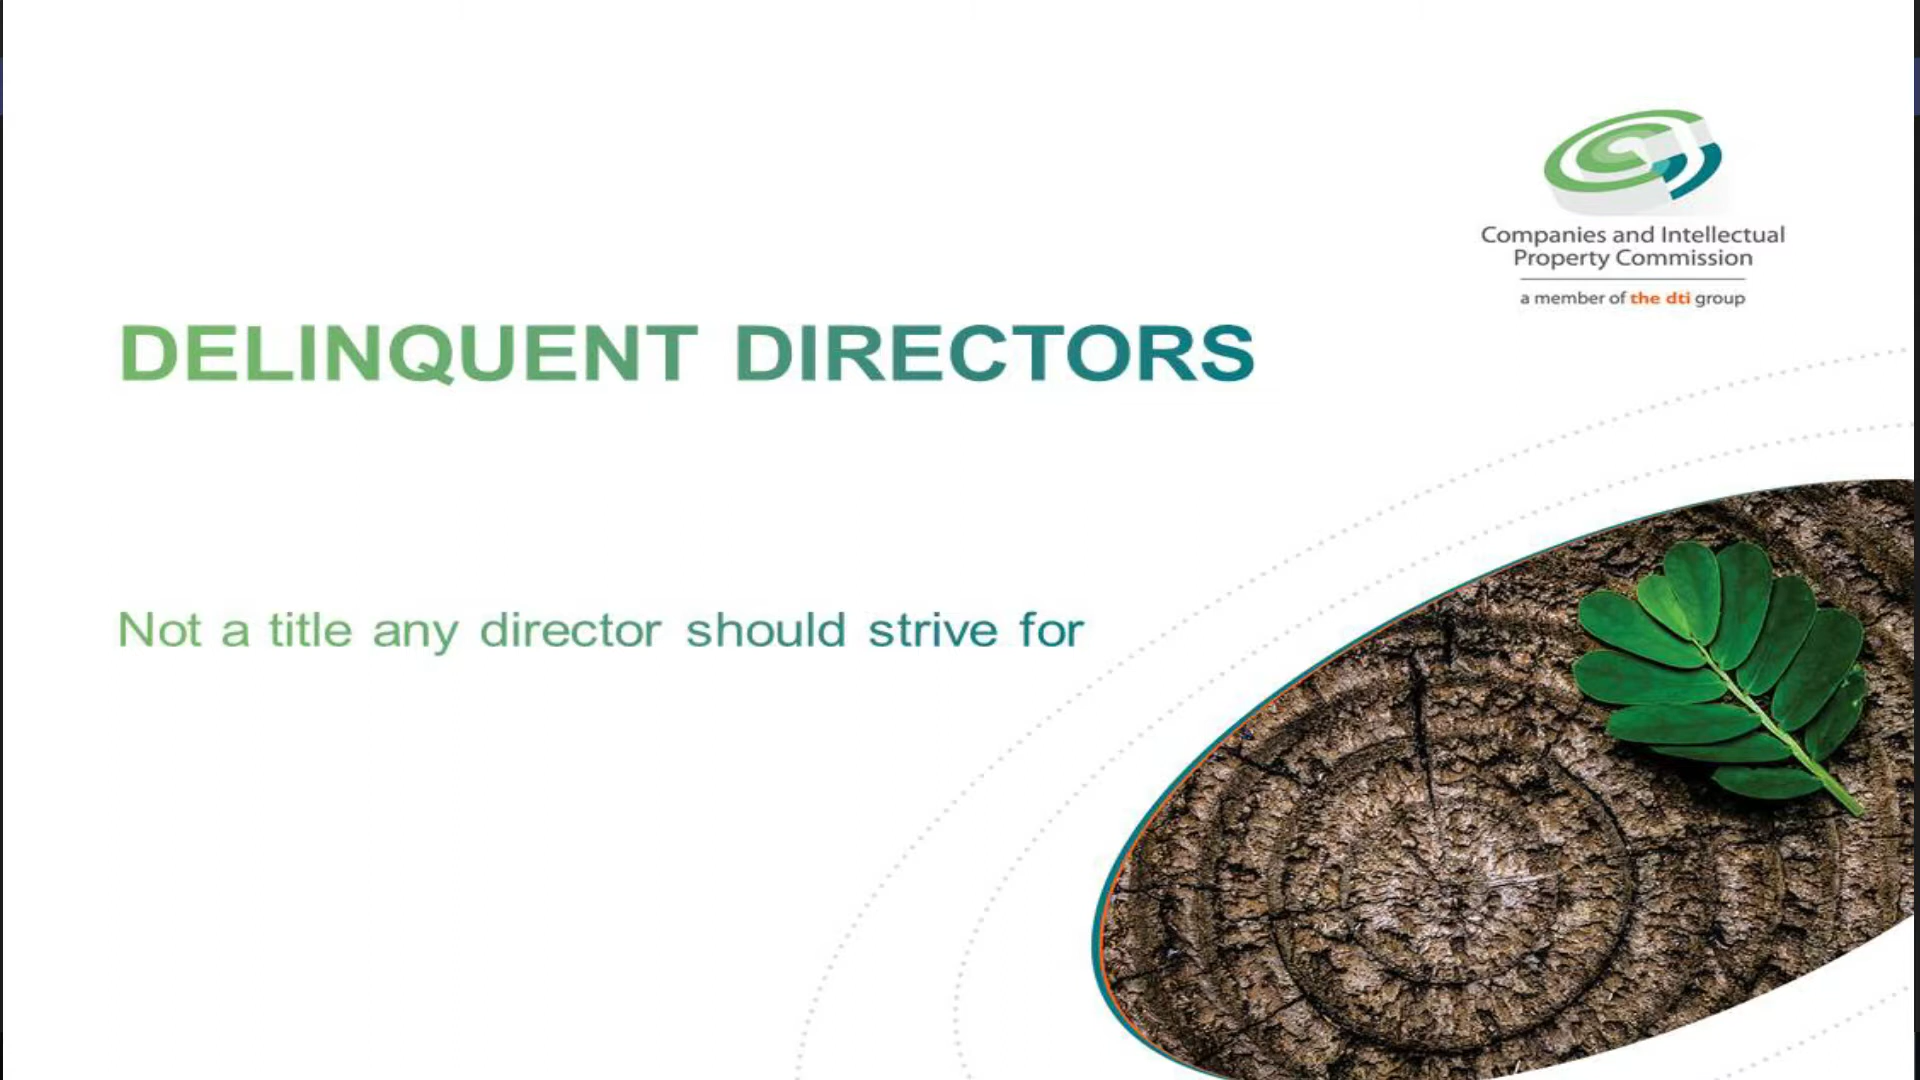 Companies and Intellectual
Property Commission
a member of the dti group
DELINQUENT DIRECTORS
Not a title any director should strive for